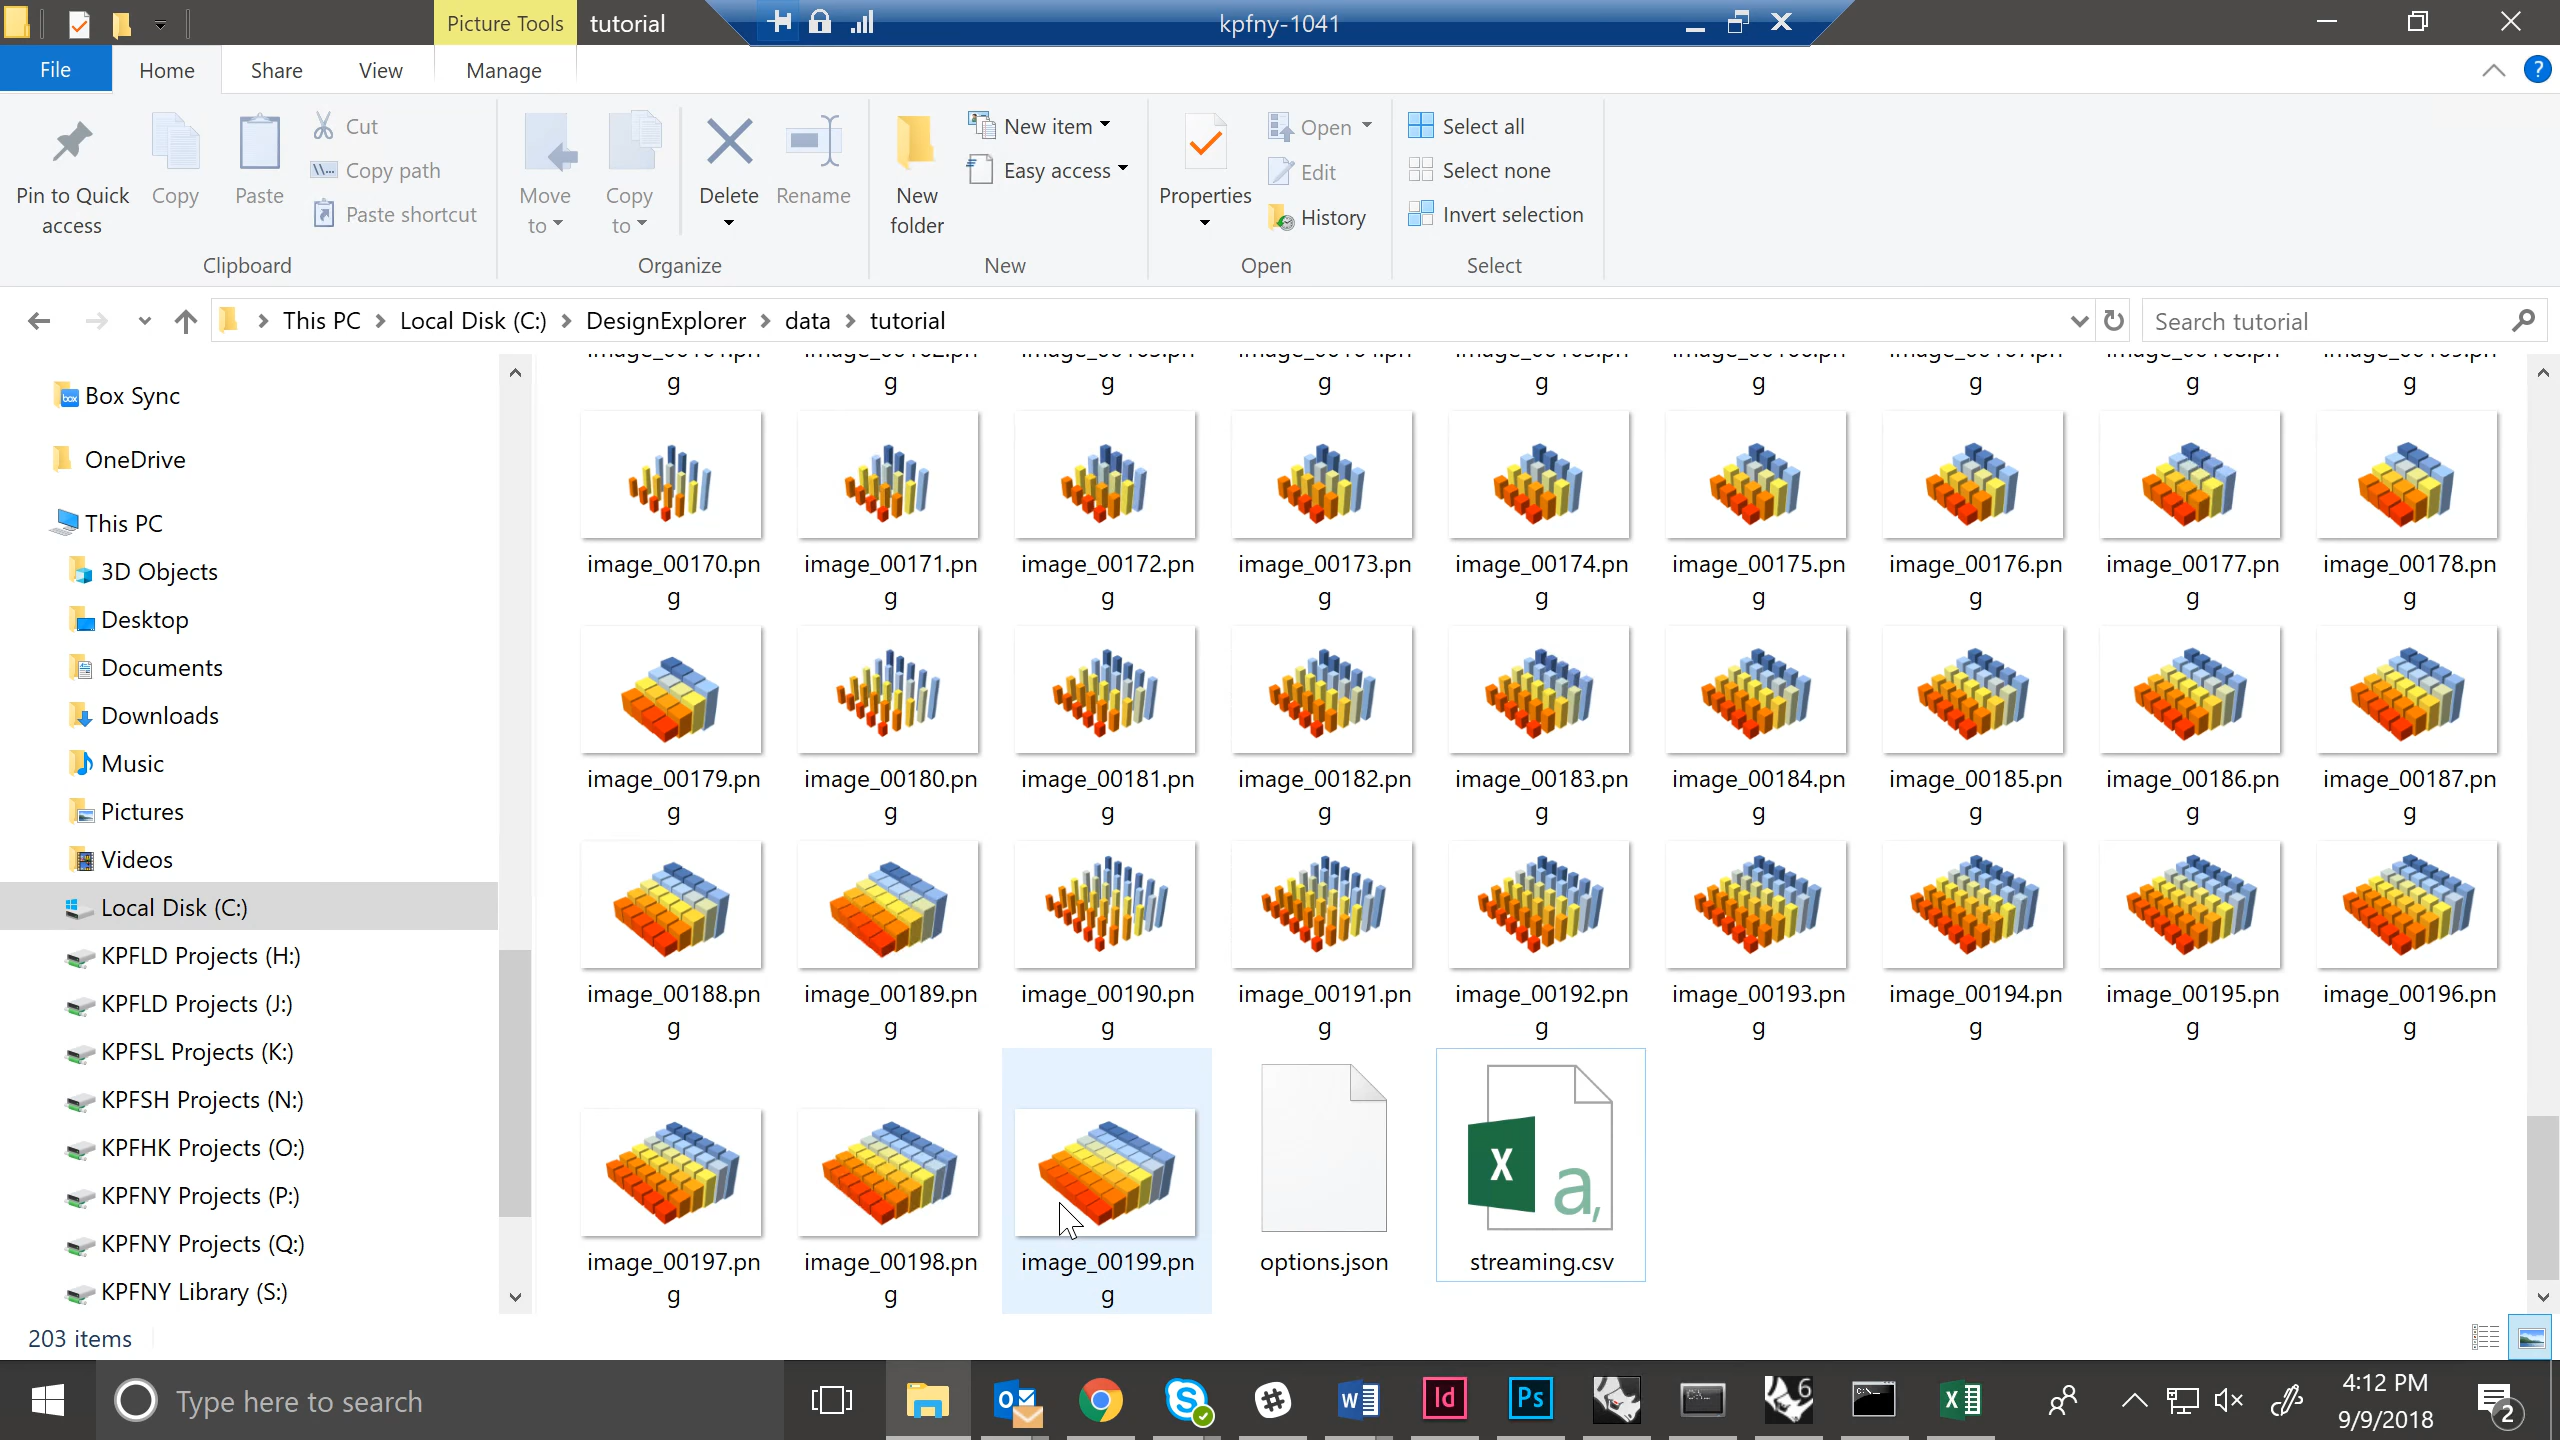 Picture Tools tutorial kpfny-1041
File Home Share View Manage ?
Pin to Quick access
Copy
Paste
Cut
Copy path
Paste shortcut
Clipboard
Move to
Copy to
Delete
Rename
Organize
New folder
New item
Easy access
New
Properties
Open
Edit
History
Open
Select all
Select none
Invert selection
Select
This PC Local Disk (C:) DesignExplorer data tutorial
Search tutorial
Box Sync
OneDrive
This PC
3D Objects
Desktop
Documents
Downloads
Music
Pictures
Videos
Local Disk (C:)
KPFLD Projects (H:)
KPFLD Projects (J:)
KPFSL Projects (K:)
KPFSH Projects (N:)
KPFHK Projects (O:)
KPFNY Projects (P:)
KPFNY Projects (Q:)
KPFNY Library (S:)
g g g g g g g g g
image_00170.png image_00171.png image_00172.png image_00173.png image_00174.png image_00175.png image_00176.png image_00177.png image_00178.png
image_00179.png image_00180.png image_00181.png image_00182.png image_00183.png image_00184.png image_00185.png image_00186.png image_00187.png
image_00188.png image_00189.png image_00190.png image_00191.png image_00192.png image_00193.png image_00194.png image_00195.png image_00196.png
image_00197.png image_00198.png image_00199.png options.json streaming.csv
203 items
Type here to search
4:12 PM
9/9/2018
2